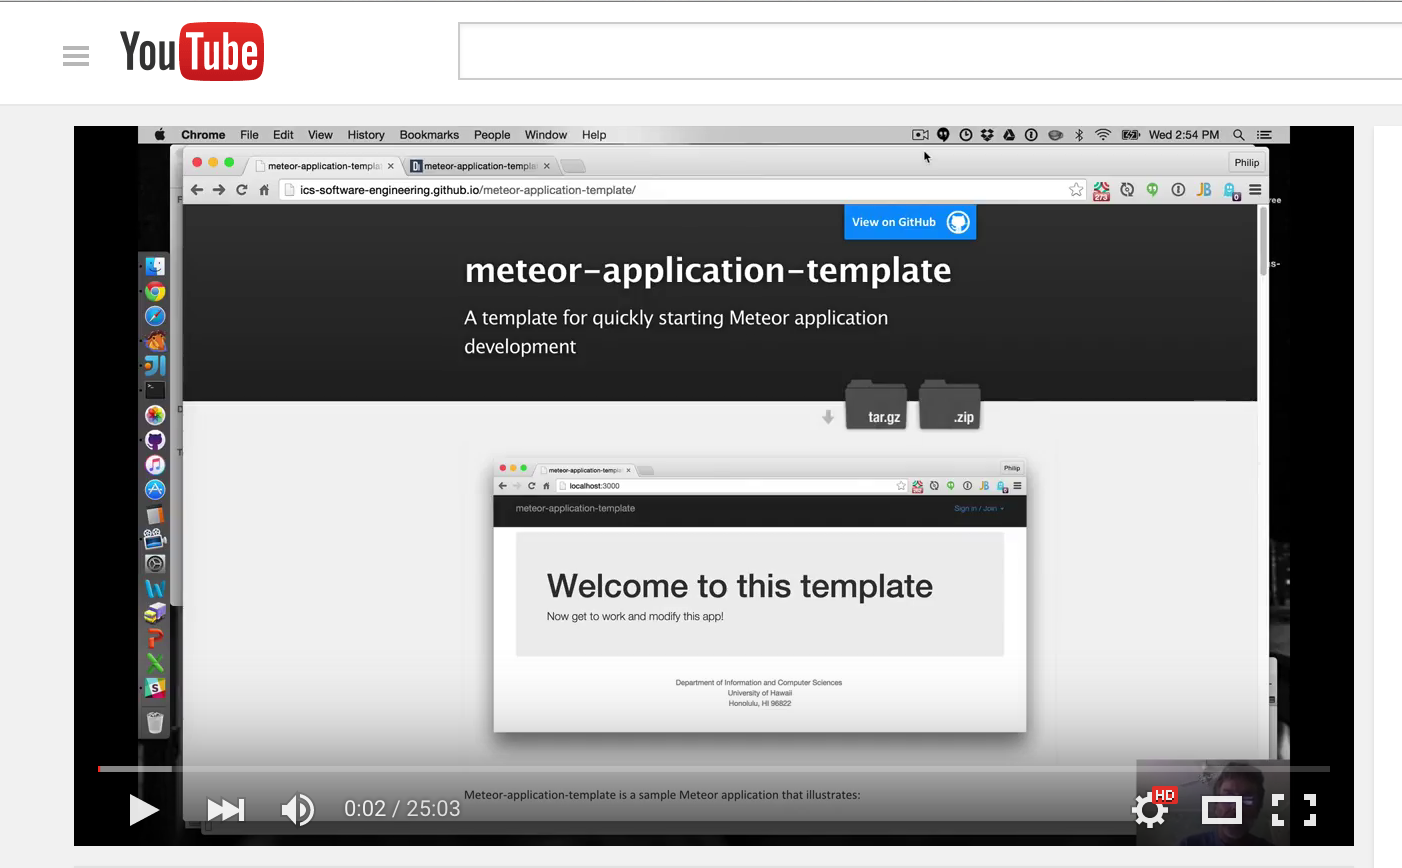 YouTube
Chrome File Edit View History Bookmarks People Window Help
Wed 2:54 PM
meteor-application-templa
meteor-application-templa
Philip
ics-software-engineering.github.io/meteor-application-template/
JB
View on GitHub
meteor-application-template
A template for quickly starting Meteor application
development
tar.gz .zip
meteor-application-templa
Philip
localhost:3000
JB
meteor-application-template
Sign in / Join
Welcome to this template
Now get to work and modify this app!
Department of Information and Computer Sciences
University of Hawaii
Honolulu, HI 96822
Meteor-application-template is a sample Meteor application that illustrates:
0:02 / 25:03
HD